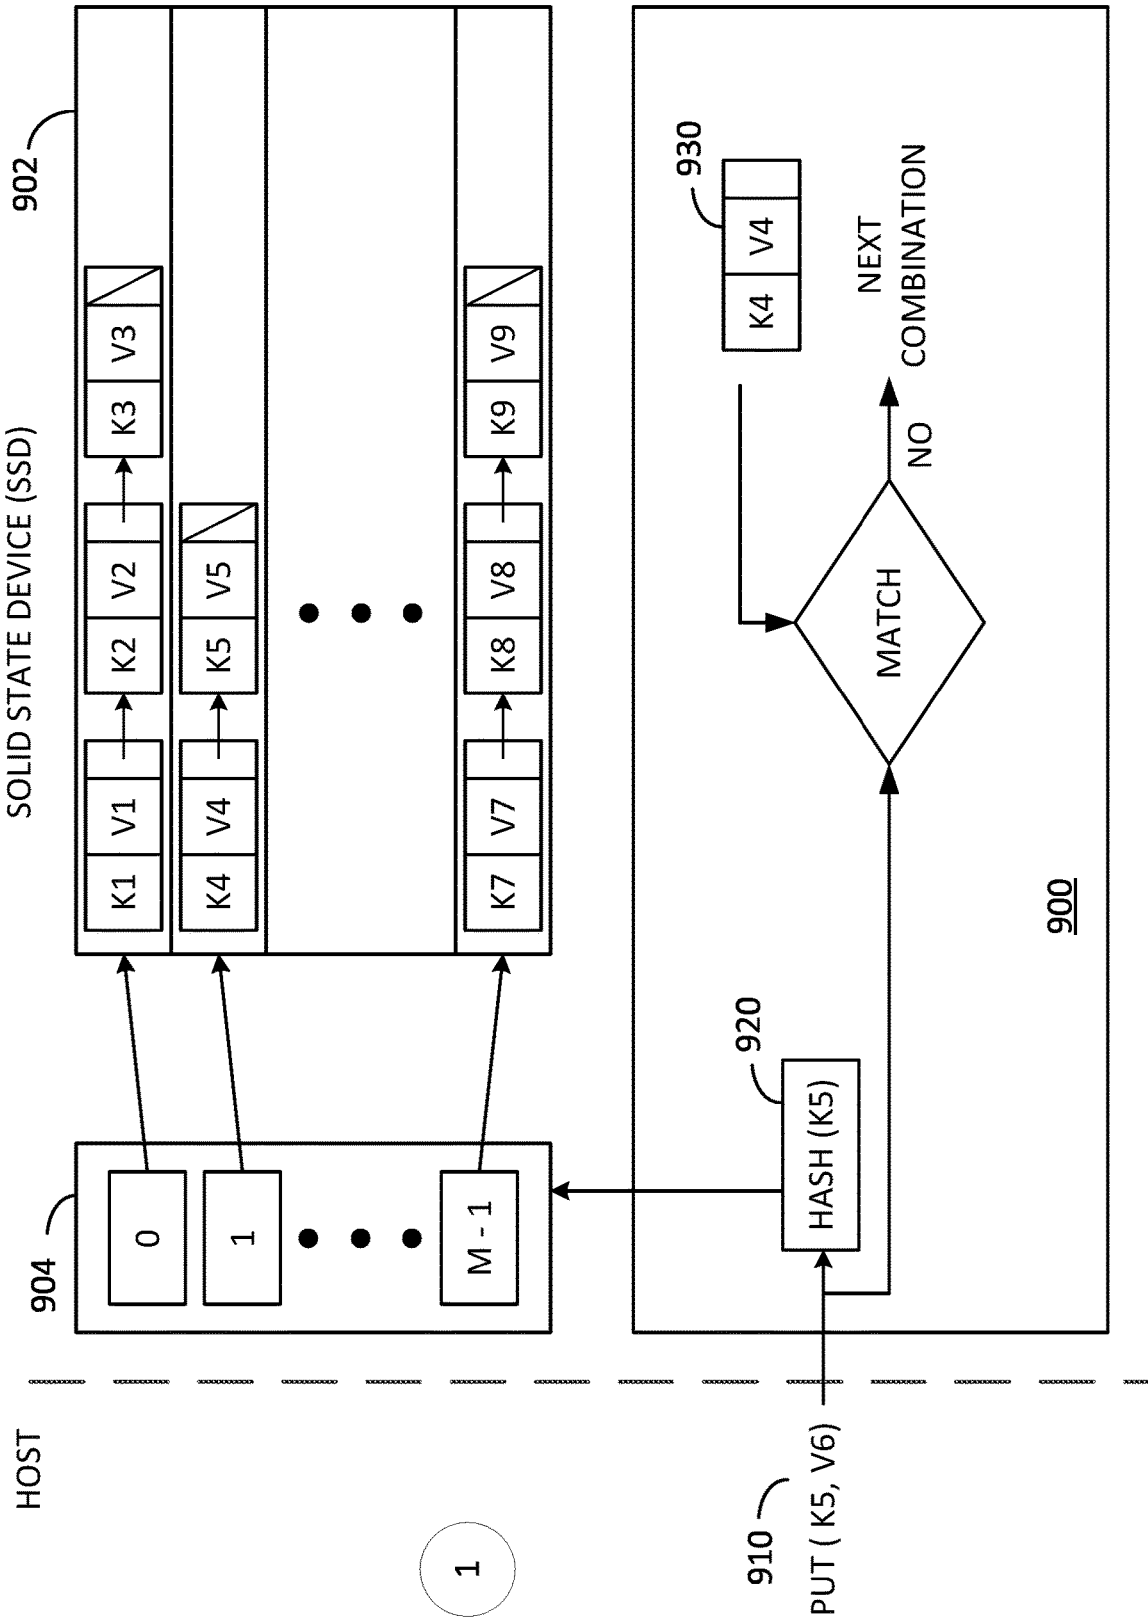 HOST
SOLID STATE DEVICE (SSD)
902
904
0
K1 V1
K2 V2
K3 V3
1
K4 V4
K5 V5
M - 1
K7 V7
K8 V8
K9 V9
1
910
PUT ( K5, V6)
920
HASH (K5)
930
K4 V4
MATCH
NO
NEXT
COMBINATION
900